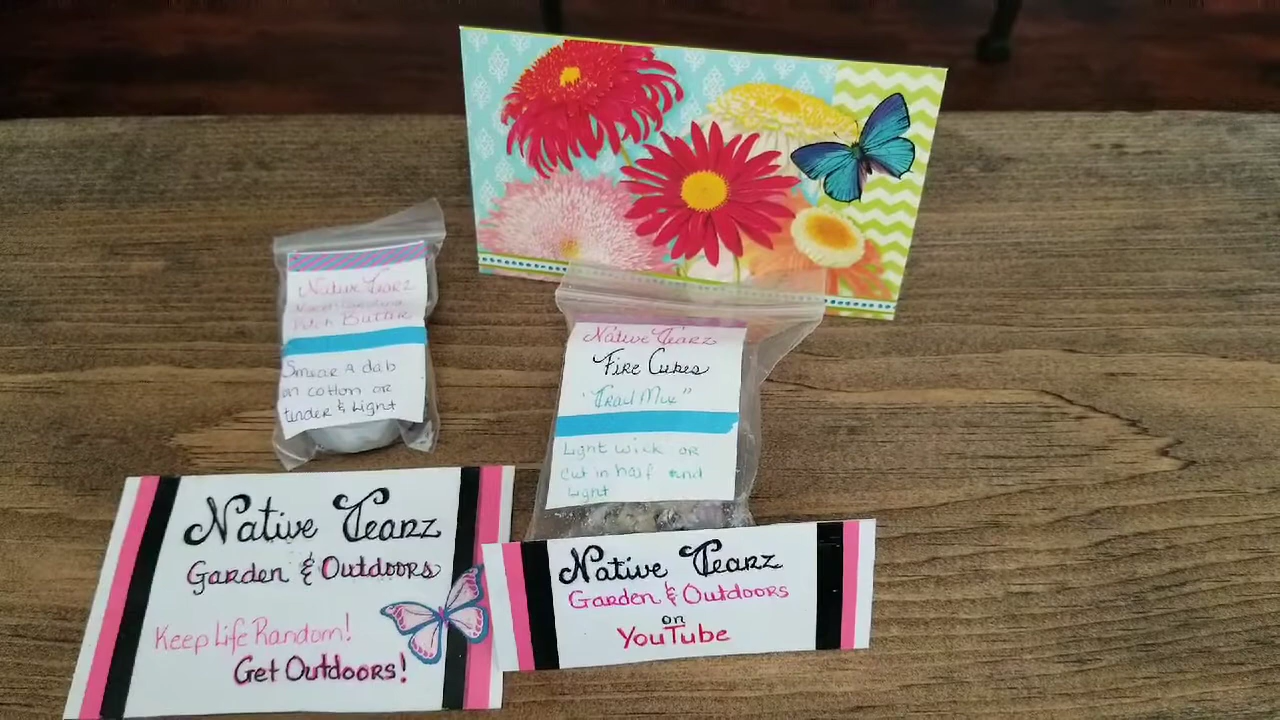 Native Tearz
Butter
Smear a dab
on cotton or
tinder & Light
Native Tearz
Fire Cubes
"Trail Mix"
Light wick or
cut in half and
Light
Native Tearz
Garden & Outdoors
Keep Life Random!
Get Outdoors!
Native Tearz
Garden & Outdoors
on
YouTube